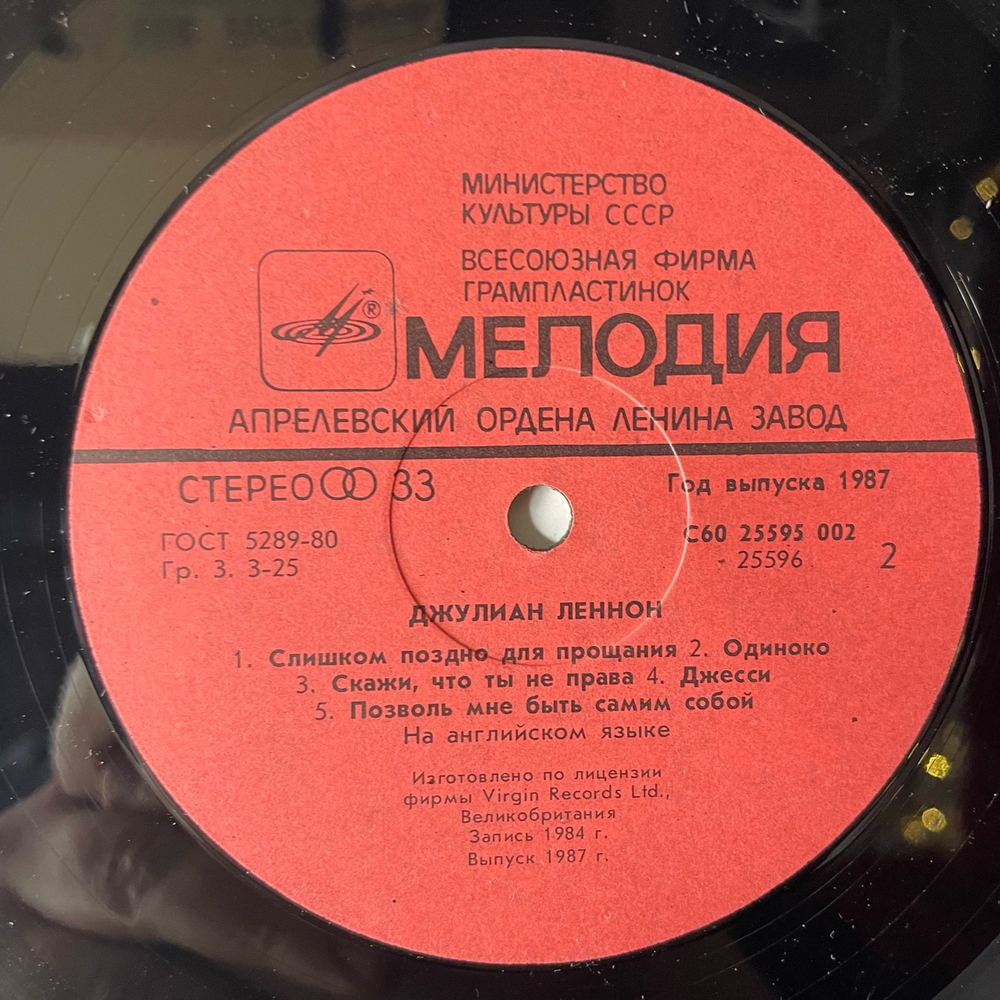 МИНИСТЕРСТВО
КУЛЬТУРЫ СССР
ВСЕСОЮЗНАЯ ФИРМА
ГРАМПЛАСТИНОК
®
МЕЛОДИЯ
АПРЕЛЕВСКИЙ ОРДЕНА ЛЕНИНА ЗАВОД
СТЕРЕО 33
Год выпуска 1987
ГОСТ 5289-80
Гр. 3. 3-25
С60 25595 002
- 25596
2
ДЖУЛИАН ЛЕННОН
1. Слишком поздно для прощания 2. Одиноко
3. Скажи, что ты не права 4. Джесси
5. Позволь мне быть самим собой
На английском языке
Изготовлено по лицензии
фирмы Virgin Records Ltd.,
Великобритания
Запись 1984 г.
Выпуск 1987 г.